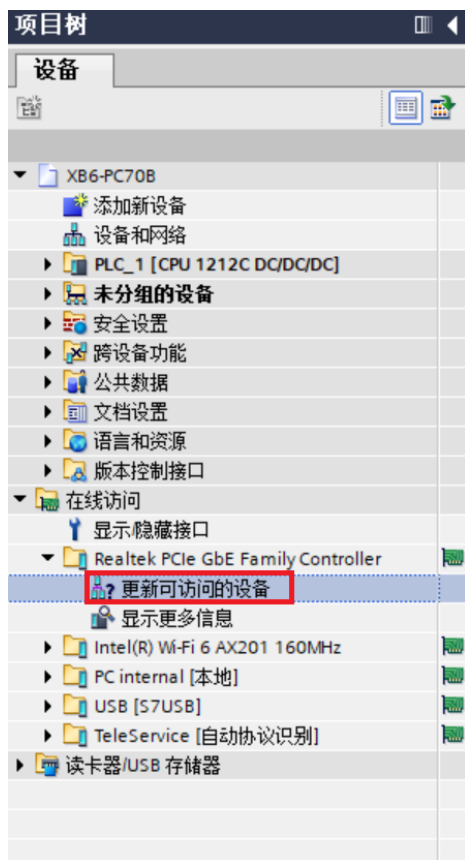 项目树
设备
XB6-PC70B
添加新设备
设备和网络
PLC_1 [CPU 1212C DC/DC/DC]
未分组的设备
安全设置
跨设备功能
公共数据
文档设置
语言和资源
版本控制接口
在线访问
显示/隐藏接口
Realtek PCIe GbE Family Controller
更新可访问的设备
显示更多信息
Intel(R) Wi-Fi 6 AX201 160MHz
PC internal [本地]
USB [S7USB]
TeleService [自动协议识别]
读卡器/USB 存储器